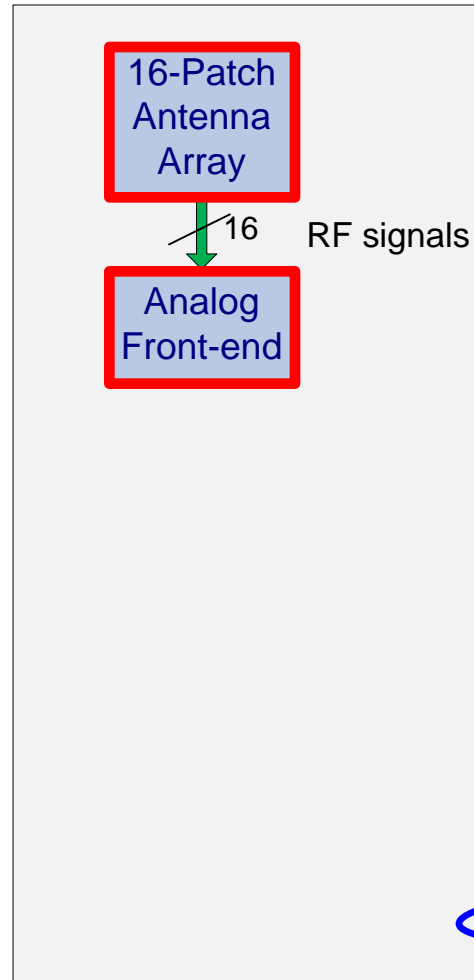 16-Patch
Antenna
Array
16
RF signals
Analog
Front-end